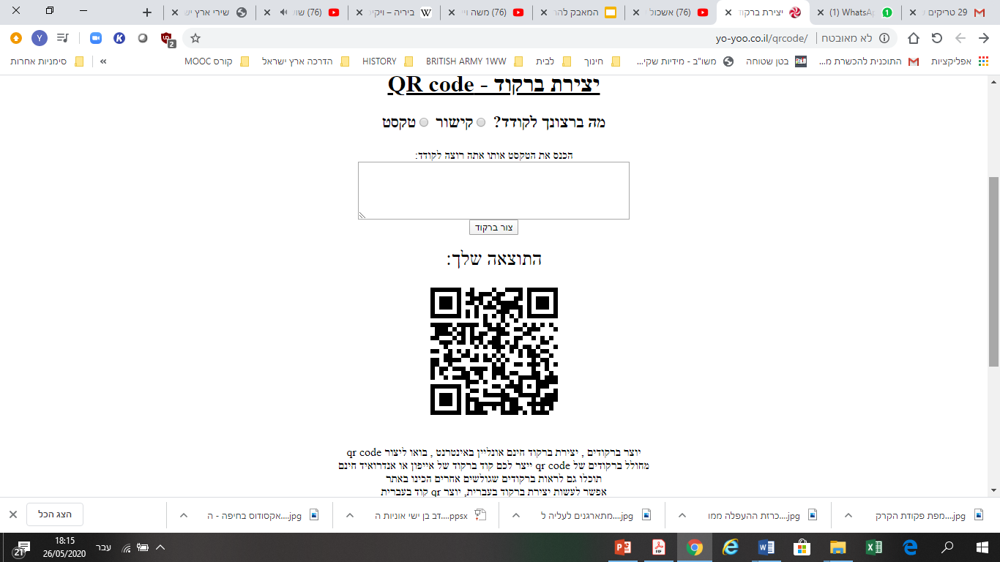 29 טריקים
(1) WhatsAp
יצירת ברקוד
(76) אשכול
המאבק להר
(76) משה וי
ביריה – ויקי
(76) שוו
שירי ארץ יש
yo-yoo.co.il/qrcode/
לא מאובטח
Y
2
אפליקציות
התוכנית להכשרת מ...
בטן שטוחה
משו"ב - מידיות שקי...
חינוך
לבית
BRITISH ARMY 1WW
HISTORY
הדרכה ארץ ישראל
קורס MOOC
»
סימניות אחרות
יצירת ברקוד - QR code
מה ברצונך לקודד? קישור טקסט
הכנס את הטקסט אותו אתה רוצה לקודד:
צור ברקוד
התוצאה שלך:
יוצר ברקודים , יצירת ברקוד חינם אונליין באינטרנט , בואו ליצור qr code
מחולל ברקודים של qr code ייצר לכם קוד ברקוד של אייפון או אנדרואיד חינם
תוכלו גם לראות ברקודים שגולשים אחרים הכינו באתר
אפשר לעשות יצירת ברקוד בעברית, יוצר qr קוד בעברית
מפת פקודת הקרק....jpg
כרזת ההעפלה ממו....jpg
מתארגנים לעליה ל....jpg
דב בן ישי אוניות ה....ppsx
אקסודוס בחיפה - ה....jpg
הצג הכל
עבר
18:15
26/05/2020
21